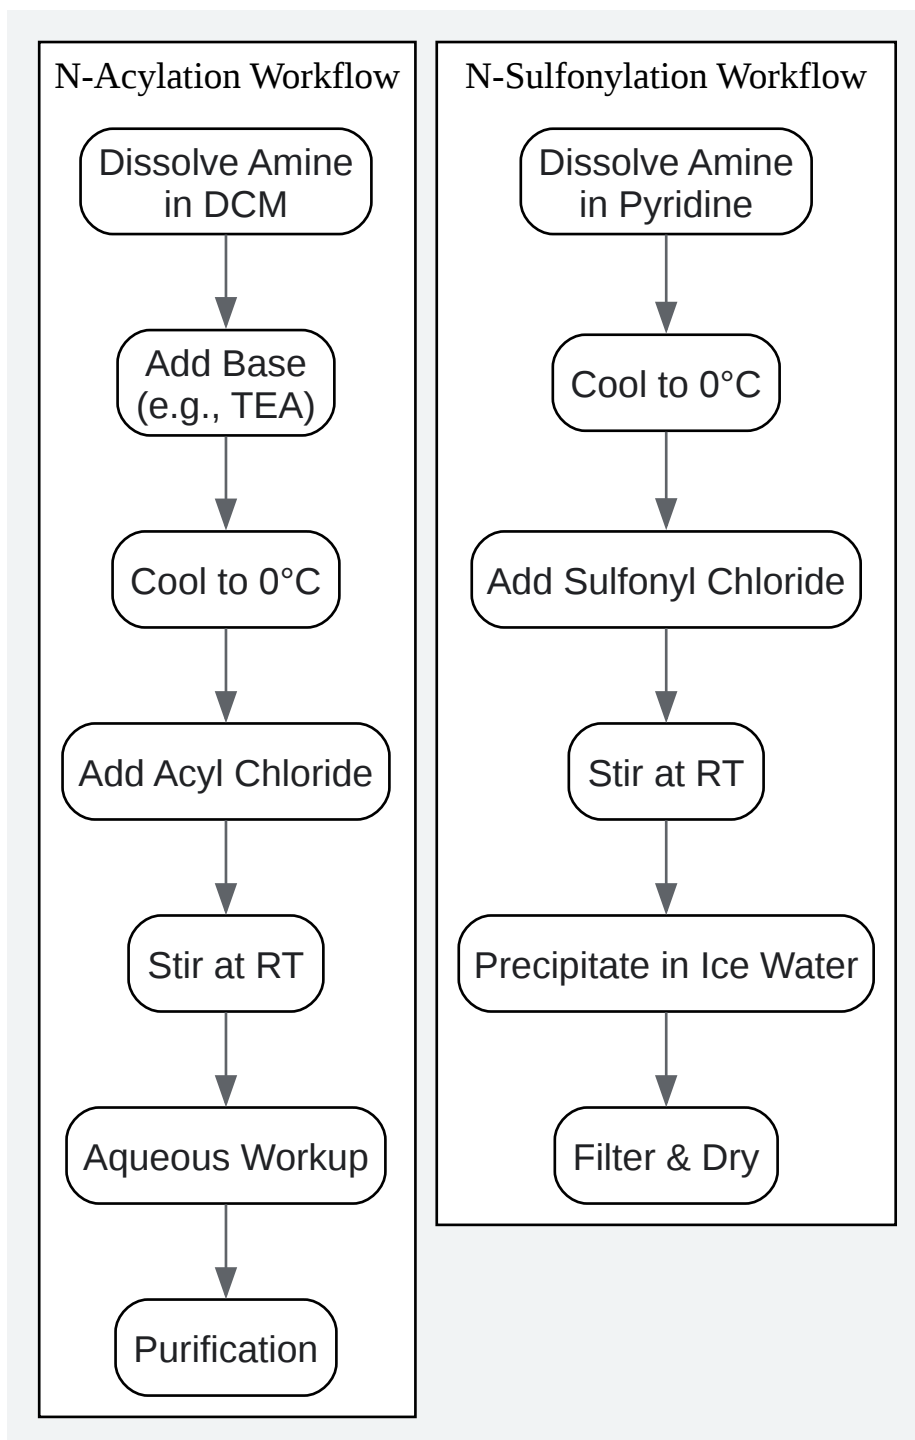 N-Acylation Workflow
Dissolve Amine
in DCM
Add Base
(e.g., TEA)
Cool to 0°C
Add Acyl Chloride
Stir at RT
Aqueous Workup
Purification
N-Sulfonylation Workflow
Dissolve Amine
in Pyridine
Cool to 0°C
Add Sulfonyl Chloride
Stir at RT
Precipitate in Ice Water
Filter & Dry